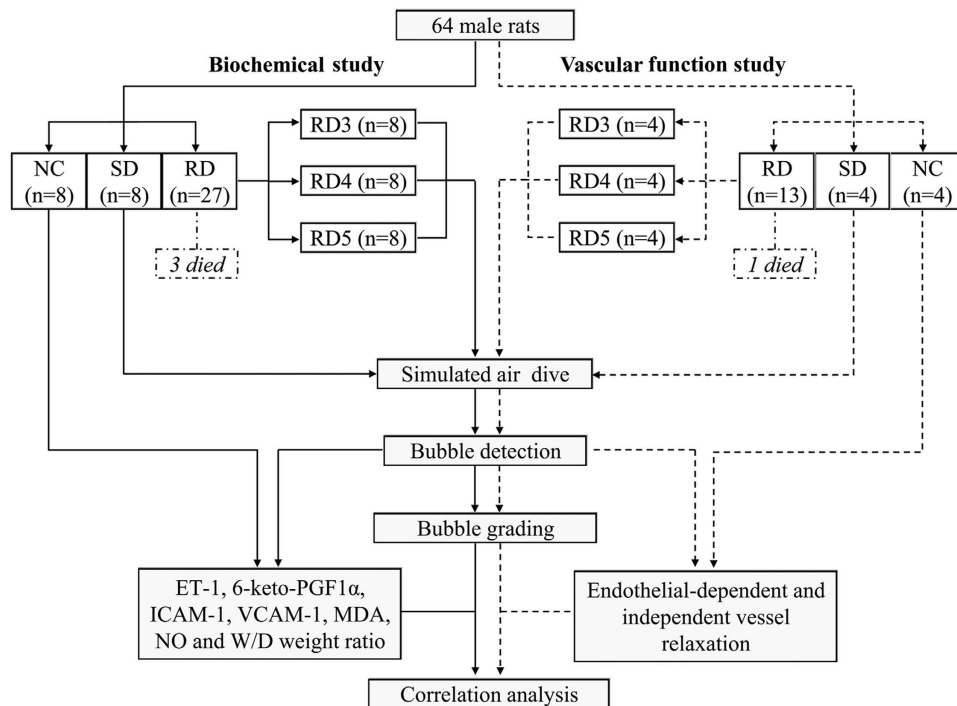 64 male rats
Biochemical study
Vascular function study
RD3 (n=8)
RD3 (n=4)
NC
(n=8)
SD
(n=8)
RD
(n=27)
RD4 (n=8)
RD4 (n=4)
RD
(n=13)
SD
(n=4)
NC
(n=4)
RD5 (n=8)
RD5 (n=4)
3 died
1 died
Simulated air dive
Bubble detection
Bubble grading
ET-1, 6-keto-PGF1α,
ICAM-1, VCAM-1, MDA,
NO and W/D weight ratio
Endothelial-dependent and
independent vessel
relaxation
Correlation analysis